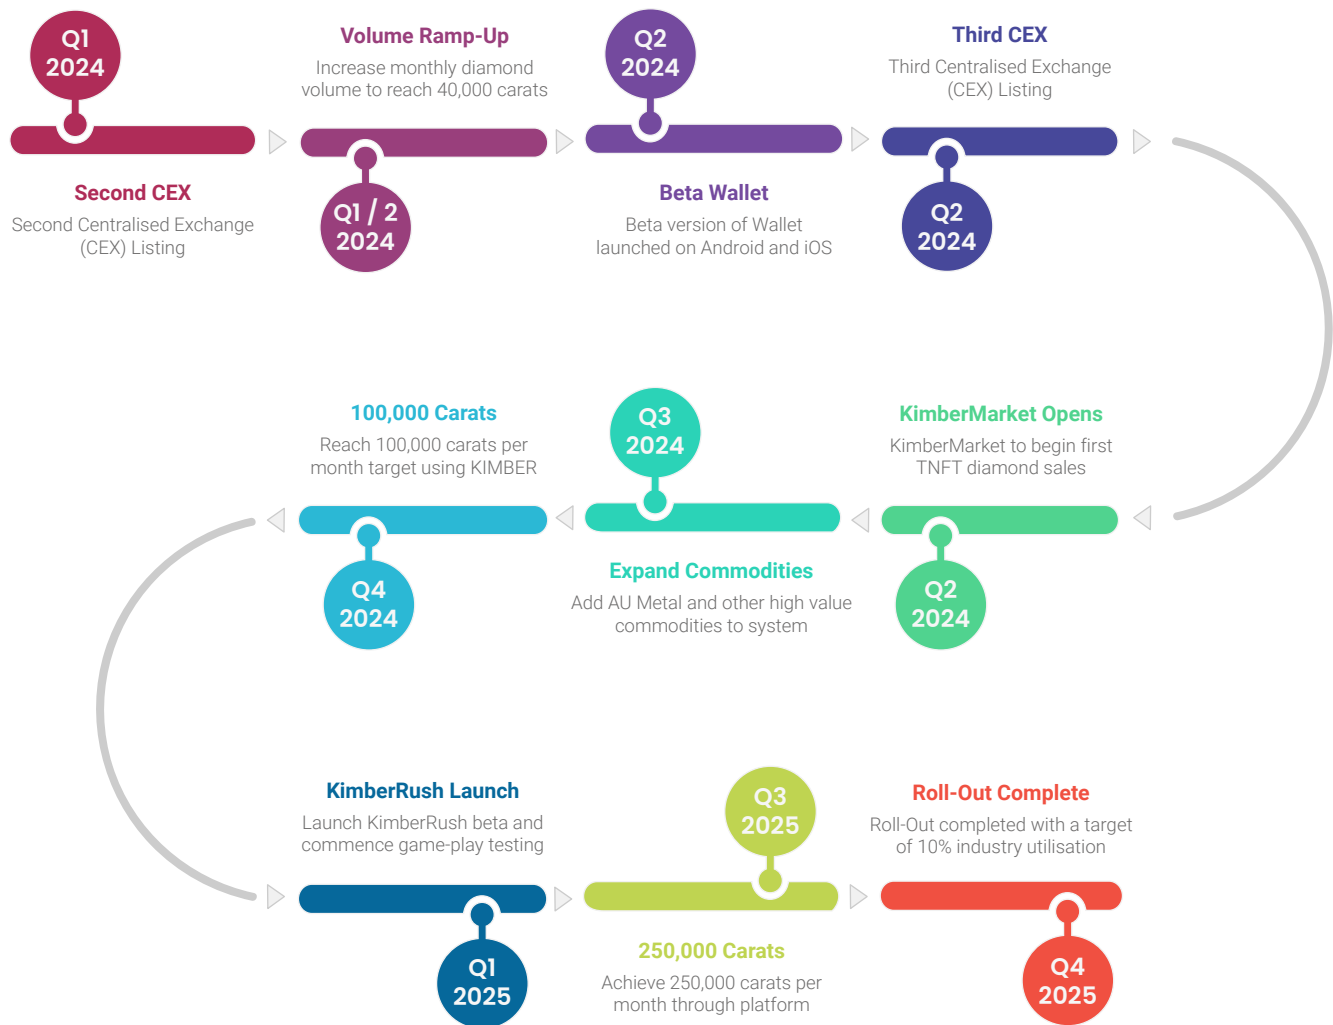 Q1
2024
Second CEX
Second Centralised Exchange
(CEX) Listing
Volume Ramp-Up
Increase monthly diamond
volume to reach 40,000 carats
Q1 / 2
2024
Q2
2024
Beta Wallet
Beta version of Wallet
launched on Android and iOS
Third CEX
Third Centralised Exchange
(CEX) Listing
Q2
2024
KimberMarket Opens
KimberMarket to begin first
TNFT diamond sales
Q2
2024
Q3
2024
Expand Commodities
Add AU Metal and other high value
commodities to system
100,000 Carats
Reach 100,000 carats per
month target using KIMBER
Q4
2024
KimberRush Launch
Launch KimberRush beta and
commence game-play testing
Q1
2025
Q3
2025
250,000 Carats
Achieve 250,000 carats per
month through platform
Roll-Out Complete
Roll-Out completed with a target
of 10% industry utilisation
Q4
2025